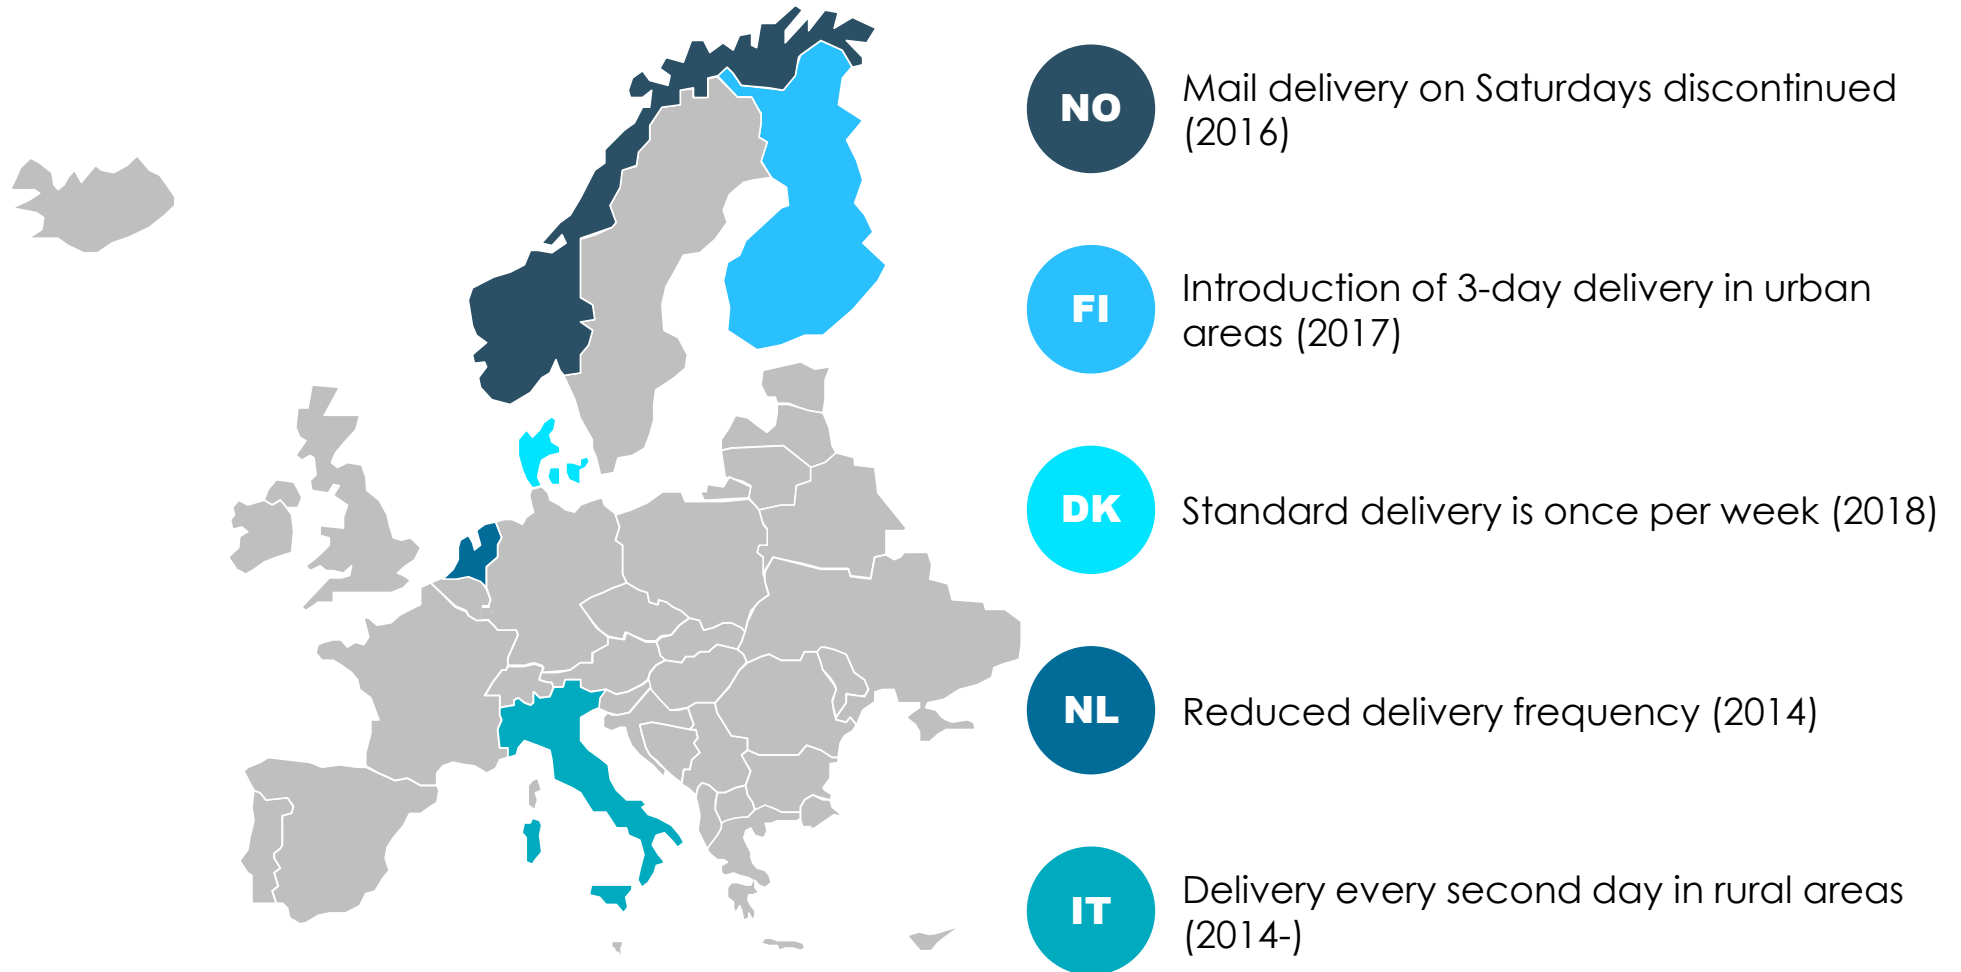 NO
Mail delivery on Saturdays discontinued
(2016)
FI
Introduction of 3-day delivery in urban
areas (2017)
DK
Standard delivery is once per week (2018)
NL
Reduced delivery frequency (2014)
IT
Delivery every second day in rural areas
(2014-)